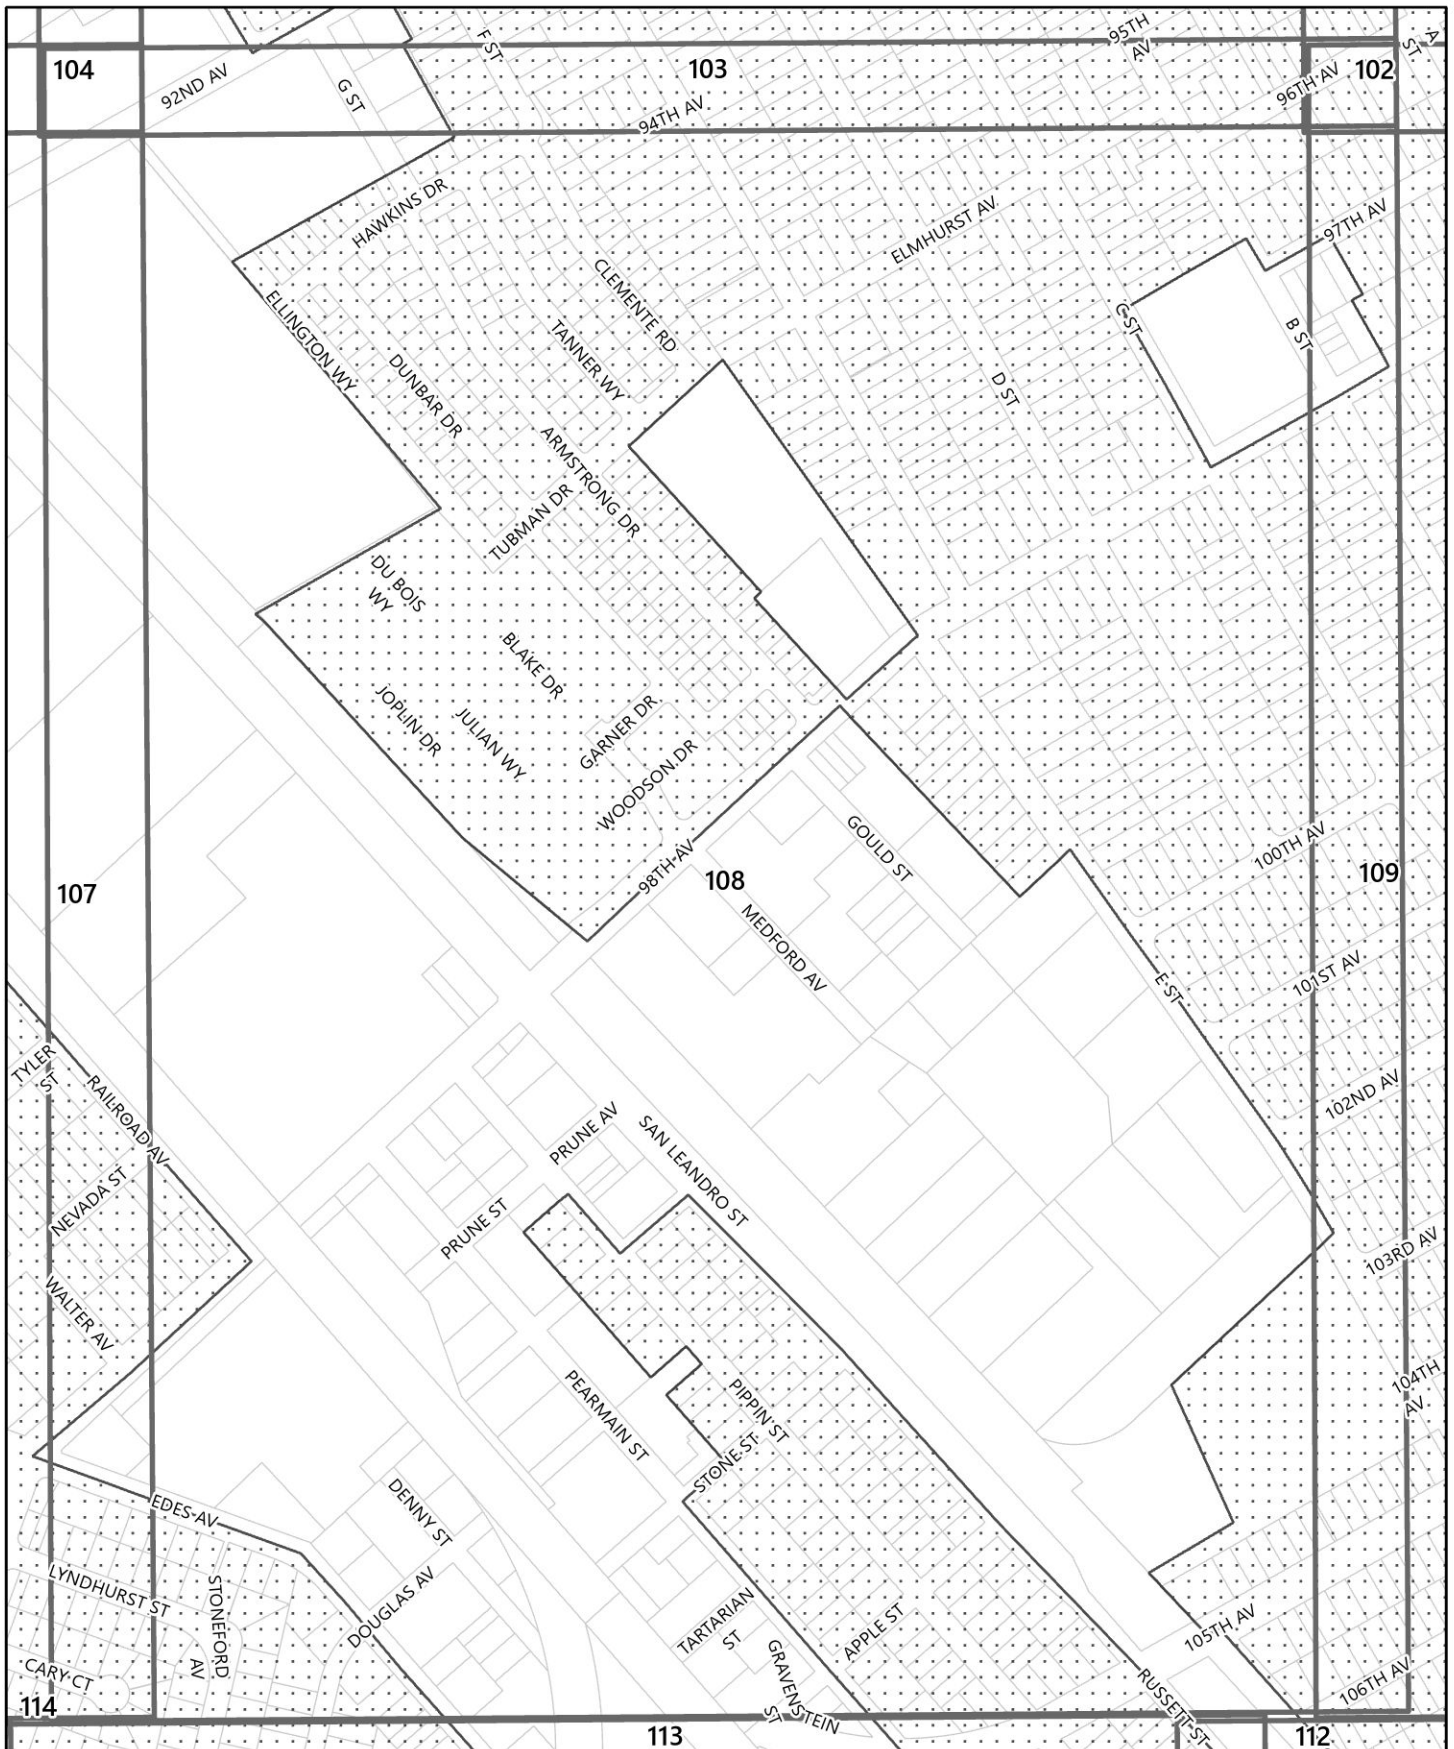 95TH
AV
A
ST
F ST
104
103
102
92ND AV
G ST
96TH AV
94TH AV
HAWKINS DR
ELMHURST AV
97TH AV
CLEMENTE RD
ELLINGTON WY
TANNER WY
C ST
B ST
DUNBAR DR
D ST
ARMSTRONG DR
TUBMAN DR
DU BOIS
WY
BLAKE DR
JOPLIN DR
JULIAN WY
GARNER DR
WOODSON DR
GOULD ST
100TH AV
98TH AV
107
108
109
MEDFORD AV
101ST AV
E ST
TYLER
ST
RAILROAD AV
102ND AV
PRUNE AV
SAN LEANDRO ST
NEVADA ST
PRUNE ST
103RD AV
WALTER AV
104TH
AV
PEARMAIN ST
PIPPIN ST
STONE ST
DENNY ST
EDES AV
LYNDHURST ST
STONEFORD
AV
DOUGLAS AV
TARTARIAN
ST
APPLE ST
105TH AV
GRAVENSTEIN
ST
CARY CT
RUSSETT ST
106TH AV
114
113
112